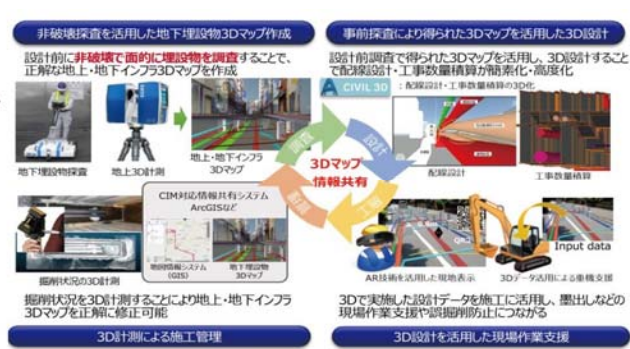 非破壊探査を活用した地下埋設物3Dマップ作成
設計前に非破壊で面的に埋設物を調査することで、
正解な地上・地下インフラ3Dマップを作成
地下埋設物探査
地上3D計測
地上・地下インフラ
3Dマップ
事前探査により得られた3Dマップを活用した3D設計
設計前調査で得られた3Dマップを活用し、3D設計すること
で配線設計・工事数量積算が簡素化・高度化
A CIVIL 3D
：配線設計・工事数量積算の3D化
配線設計
工事数量積算
調査
設計
施工
3Dマップ
情報共有
CIM対応情報共有システム
ArcGISなど
地図情報システム
(GIS)
地下埋設物
3Dマップ
掘削状況の3D計測
掘削状況を3D計測することにより地上・地下インフラ
3Dマップを正解に修正可能
3D計測による施工管理
Input data
AR技術を活用した現地表示
3Dデータ活用による重機支援
3Dで実施した設計データを施工に活用し、墨出しなどの
現場作業支援や誤掘削防止につながる
3D設計を活用した現場作業支援